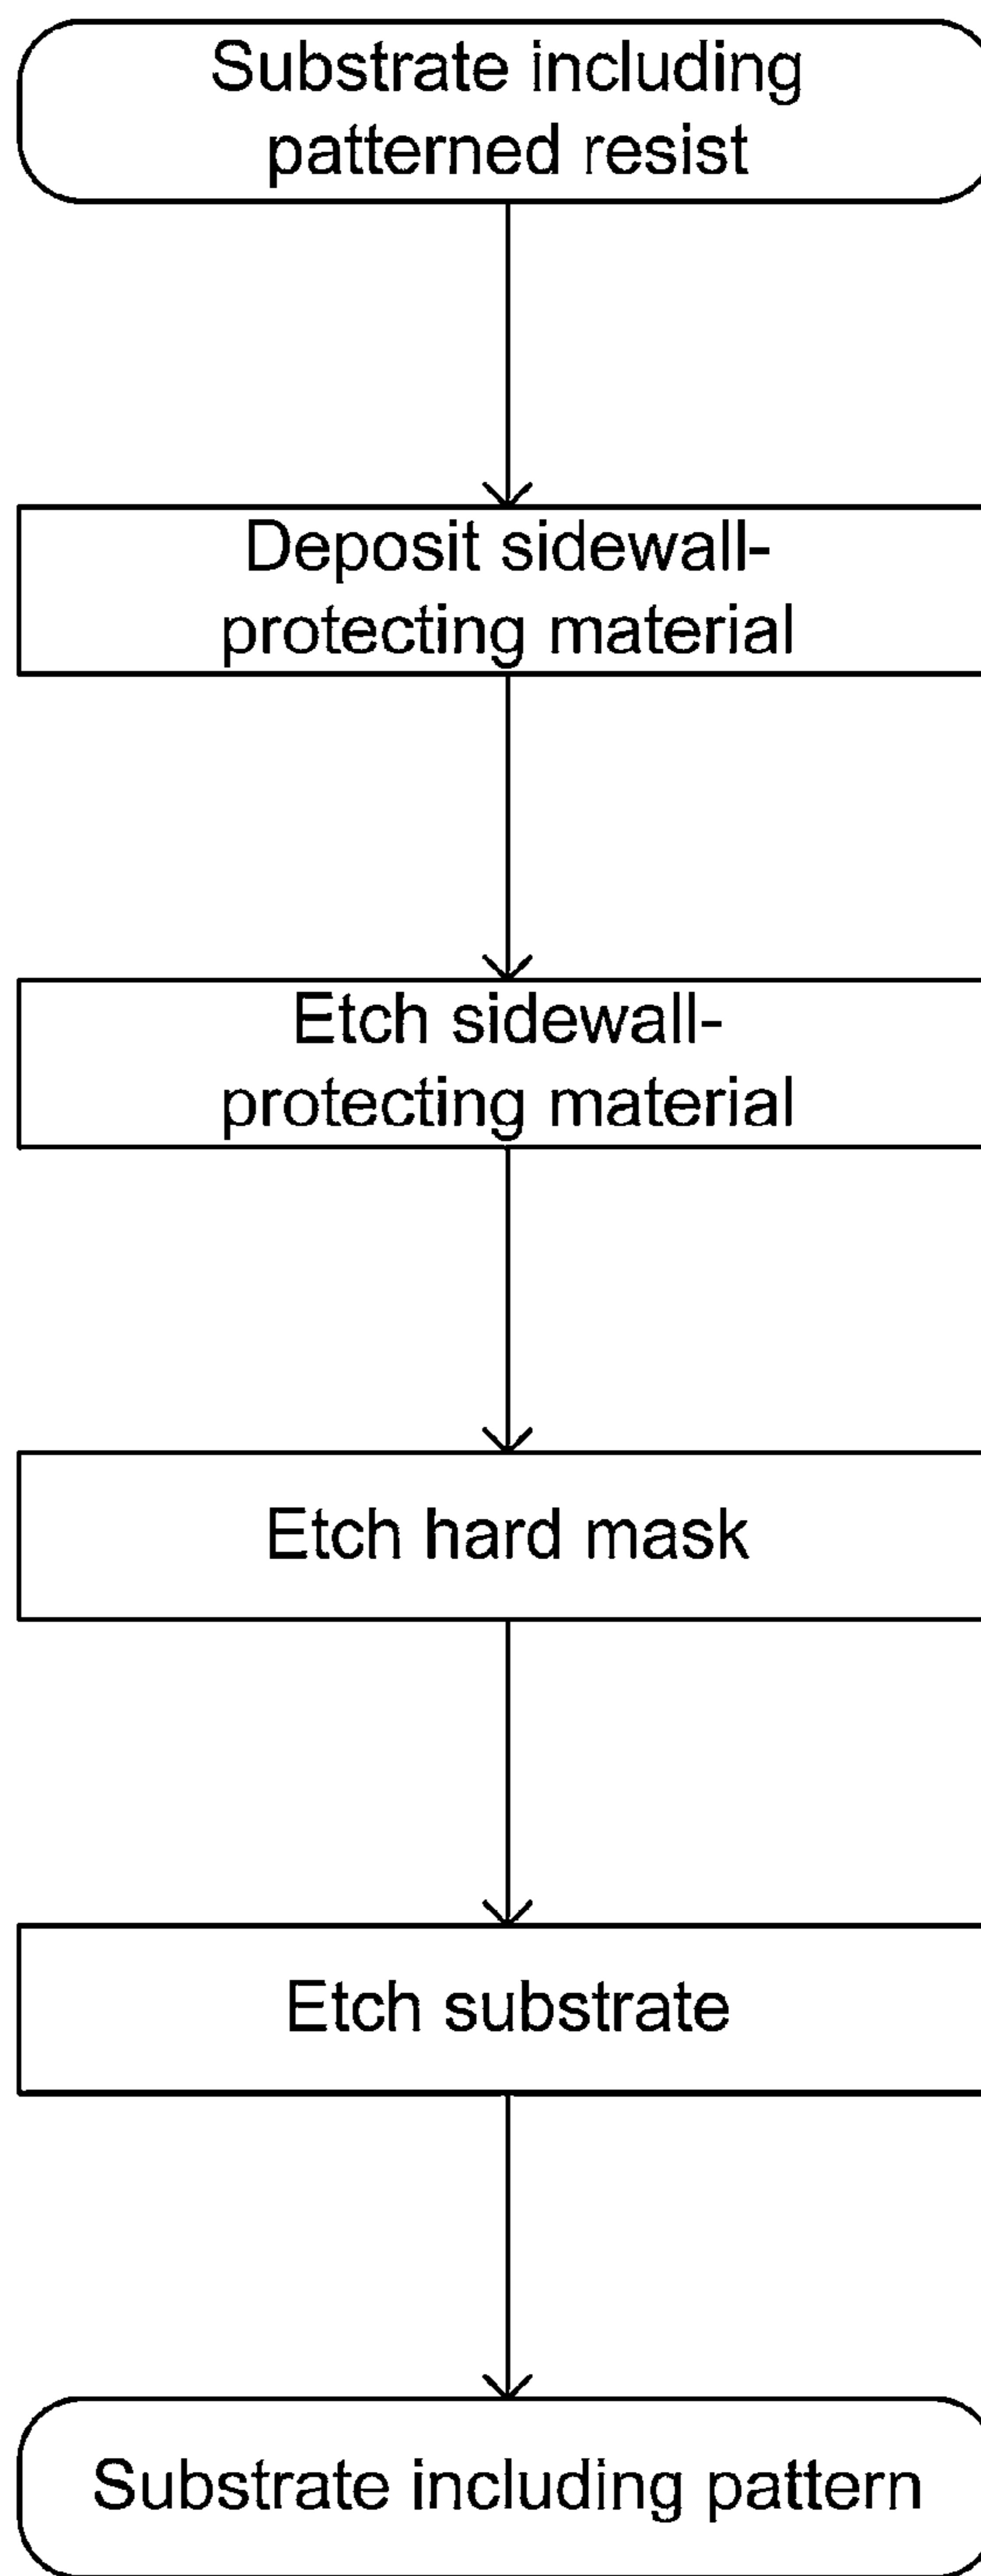 Substrate including
patterned resist
Deposit sidewall-
protecting material
Etch sidewall-
protecting material
Etch hard mask
Etch substrate
Substrate including pattern